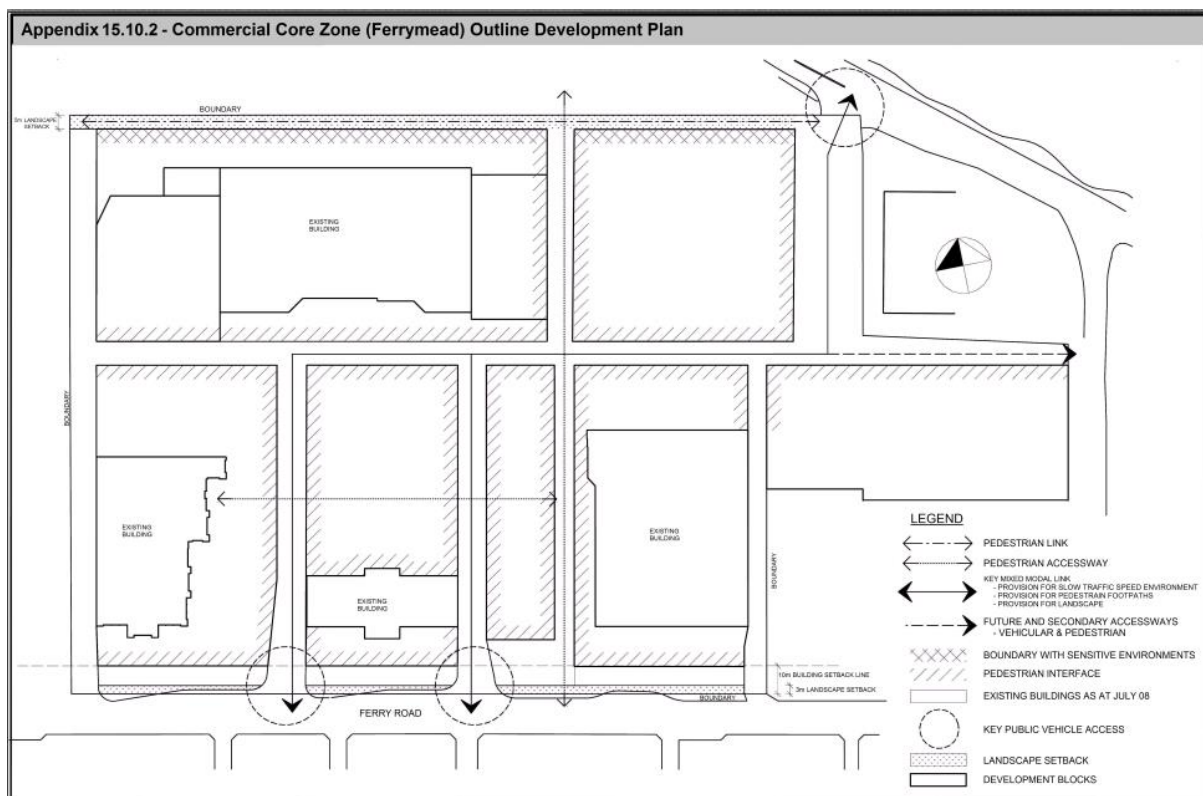 Appendix 15.10.2 - Commercial Core Zone (Ferrymead) Outline Development Plan
BOUNDARY
5m LANDSCAPE
SETBACK
EXISTING
BUILDING
BOUNDARY
EXISTING
BUILDING
EXISTING
BUILDING
EXISTING
BUILDING
BOUNDARY
10m BUILDING SETBACK LINE
3m LANDSCAPE SETBACK
BOUNDARY
FERRY ROAD
LEGEND
PEDESTRIAN LINK
PEDESTRIAN ACCESSWAY
KEY MIXED MODAL LINK
- PROVISION FOR SLOW TRAFFIC SPEED ENVIRONMENT
- PROVISION FOR PEDESTRAIN FOOTPATHS
- PROVISION FOR LANDSCAPE
FUTURE AND SECONDARY ACCESSWAYS
- VEHICULAR & PEDESTRIAN
BOUNDARY WITH SENSITIVE ENVIRONMENTS
PEDESTRIAN INTERFACE
EXISTING BUILDINGS AS AT JULY 08
KEY PUBLIC VEHICLE ACCESS
LANDSCAPE SETBACK
DEVELOPMENT BLOCKS